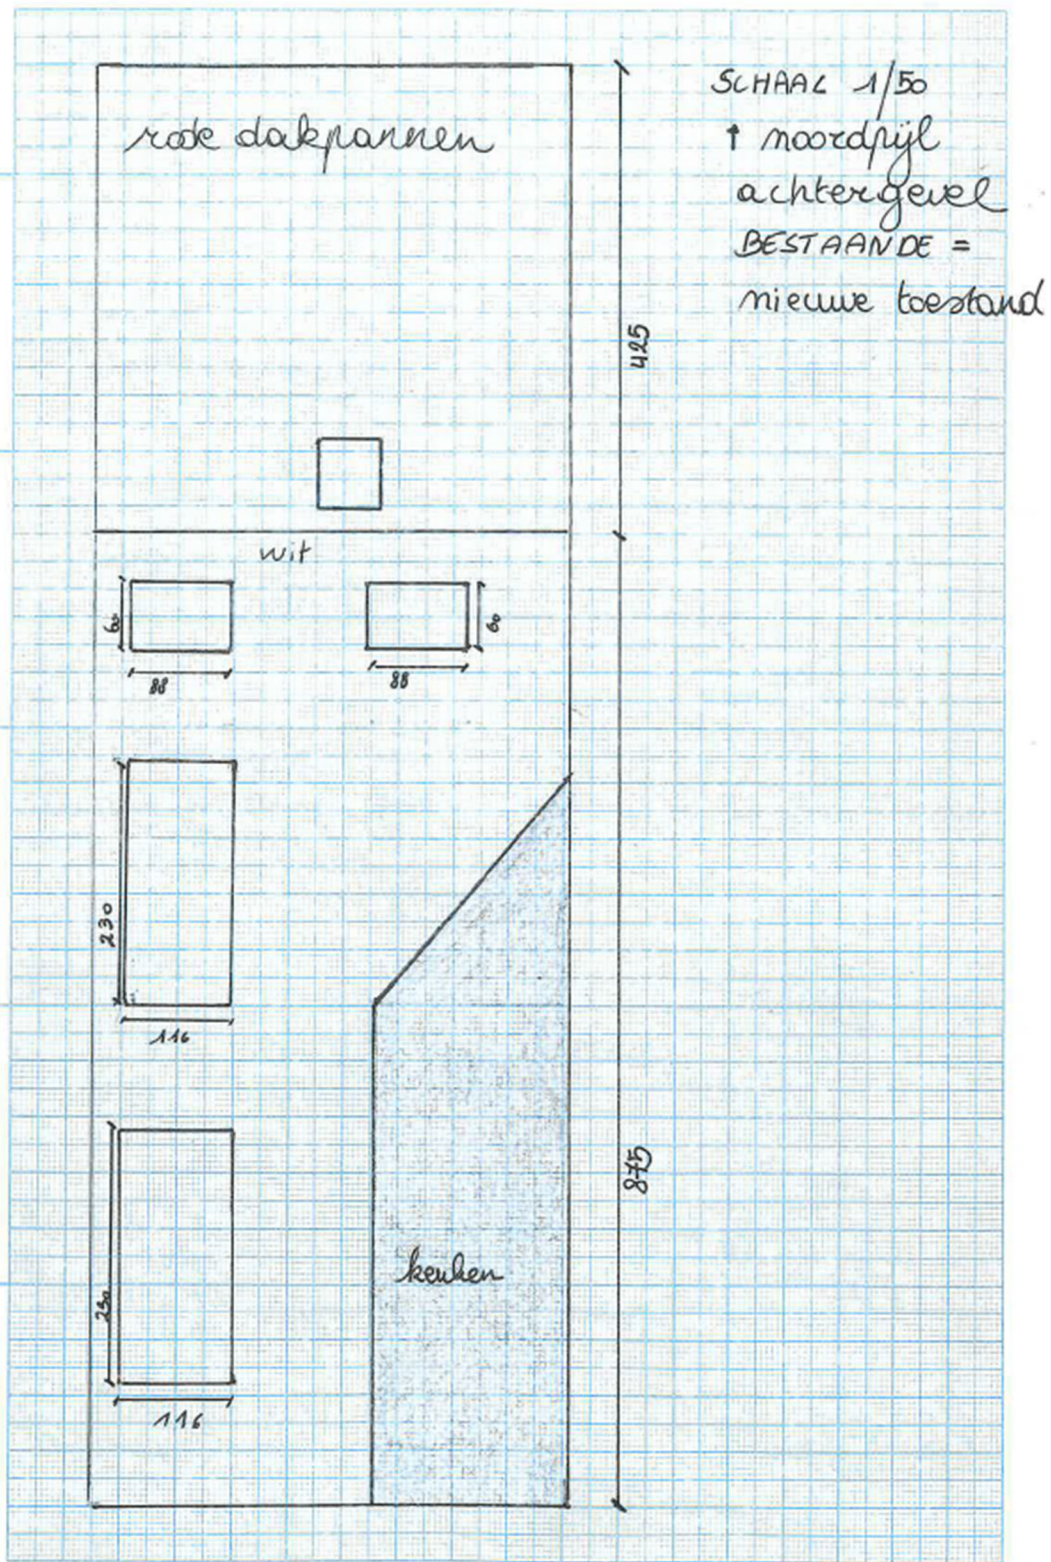 SCHAAL 1/50
↑ noordpijl
achtergevel
BESTAANDE =
nieuwe toestand
rode dakpannen
425
wit
60
88
60
88
230
116
875
keuken
230
116